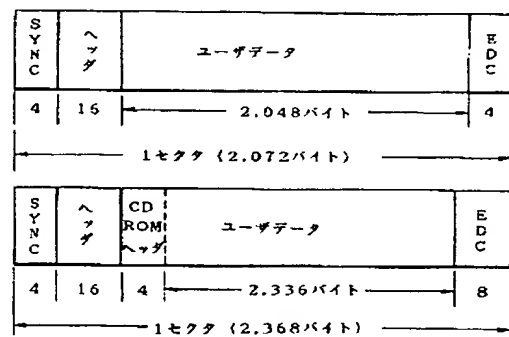 SYNC ヘッダ ユーザデータ EDC
4 16 2.048バイト 4
1セクタ (2.072バイト)
SYNC ヘッダ CD ROM ヘッダ ユーザデータ EDC
4 16 4 2.336バイト 8
1セクタ (2.368バイト)